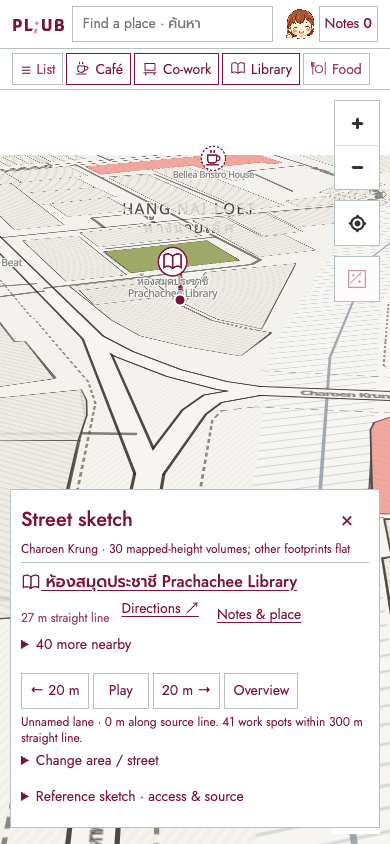 PL;UB
Find a place · ค้นหา
Notes 0
≡ List
Café
Co-work
Library
Food
Bellea Bristro House
HANG NAI LOET
Beat
ห้องสมุดประชาชี
Prachachee Library
Charoen Krung
Street sketch
Charoen Krung · 30 mapped-height volumes; other footprints flat
ห้องสมุดประชาชี Prachachee Library
27 m straight line
Directions ↗
Notes & place
▶ 40 more nearby
← 20 m
Play
20 m →
Overview
Unnamed lane · 0 m along source line. 41 work spots within 300 m
straight line.
▶ Change area / street
▶ Reference sketch · access & source